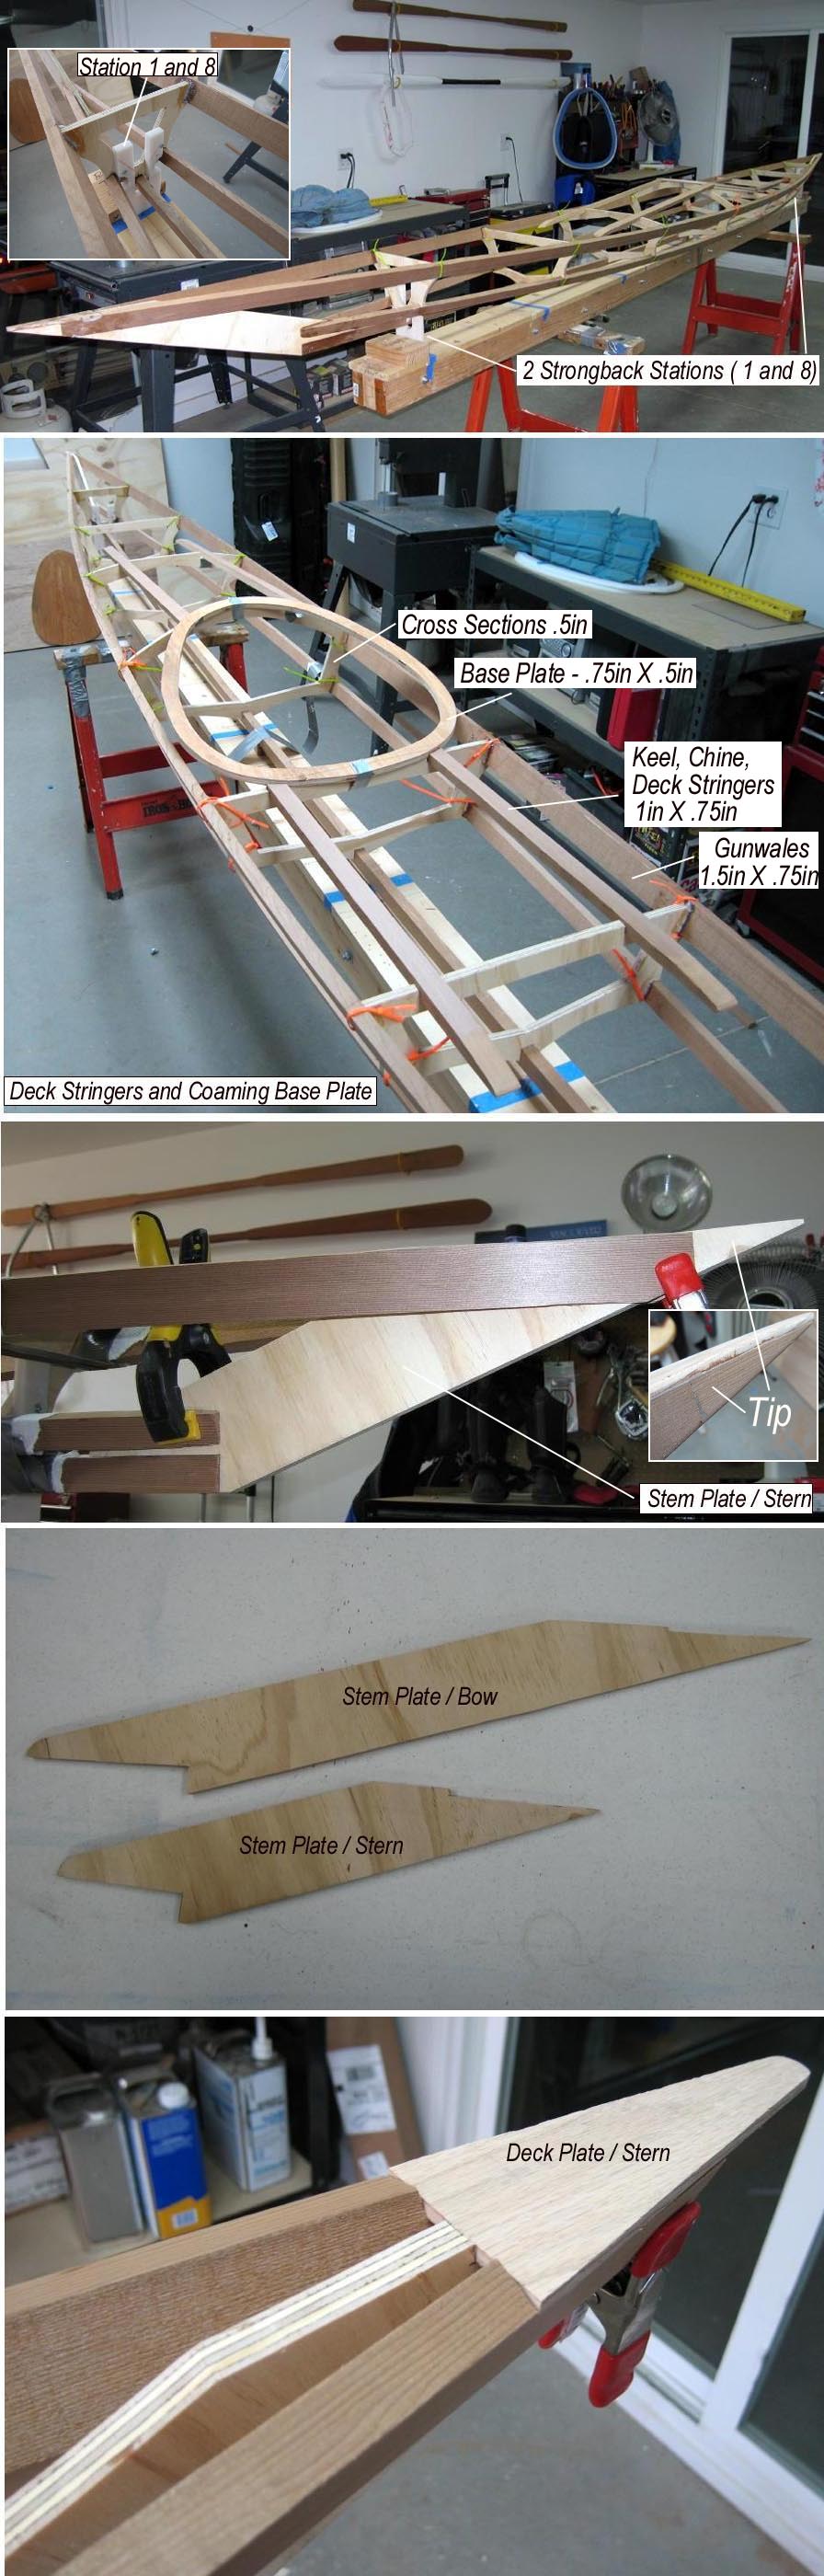 Station 1 and 8
2 Strongback Stations ( 1 and 8)
Cross Sections .5in
Base Plate - .75in X .5in
Keel, Chine,
Deck Stringers
1in X .75in
Gunwales
1.5in X .75in
Deck Stringers and Coaming Base Plate
Tip
Stem Plate / Stern
Stem Plate / Bow
Stem Plate / Stern
Deck Plate / Stern